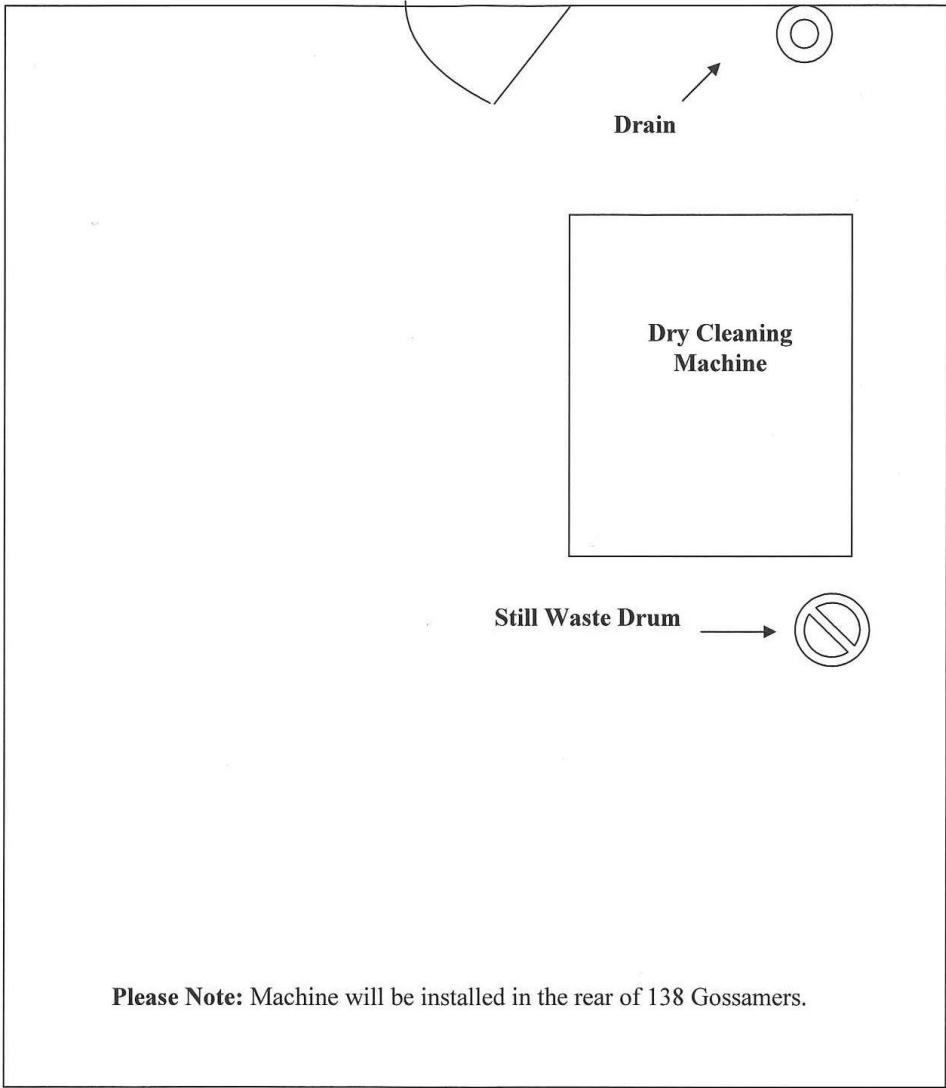 Drain
Dry Cleaning
Machine
Still Waste Drum
Please Note: Machine will be installed in the rear of 138 Gossamers.